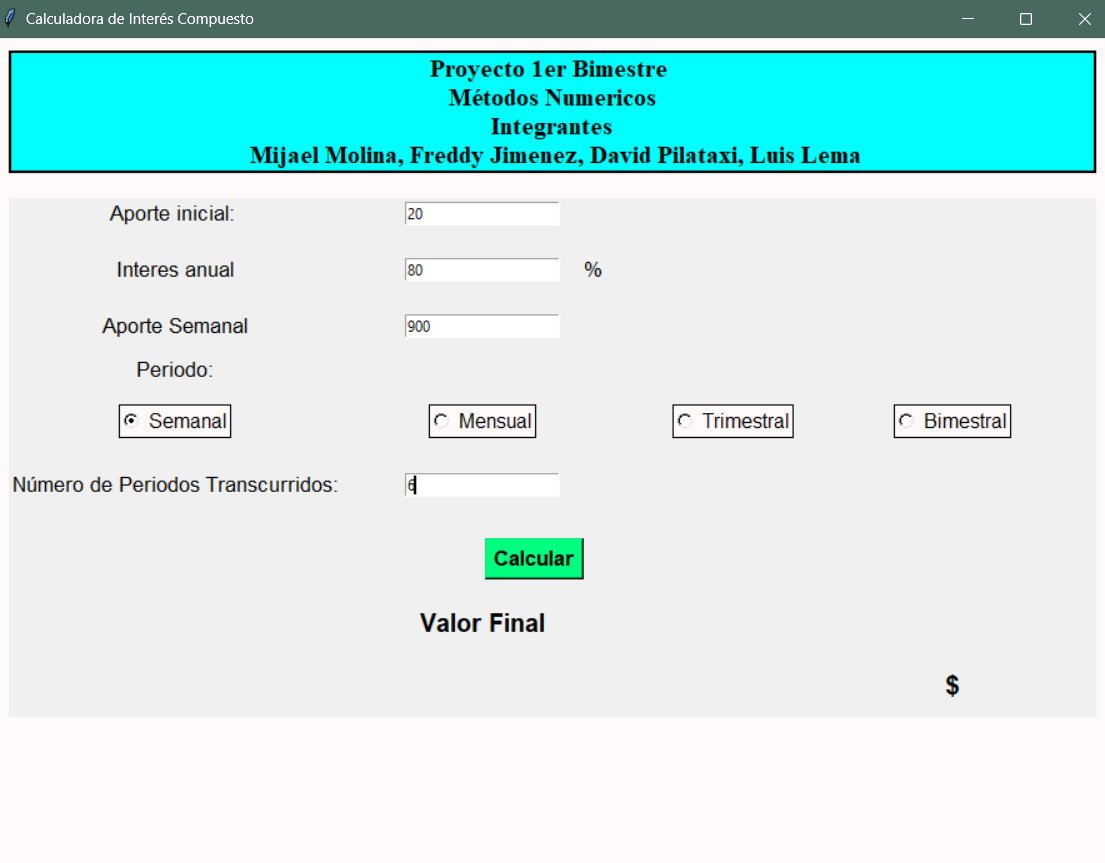 Calculadora de Interés Compuesto
Proyecto 1er Bimestre
Métodos Numericos
Integrantes
Mijael Molina, Freddy Jimenez, David Pilataxi, Luis Lema
Aporte inicial: 20
Interes anual 80 %
Aporte Semanal 900
Periodo:
Semanal Mensual Trimestral Bimestral
Número de Periodos Transcurridos: 6
Calcular
Valor Final
$